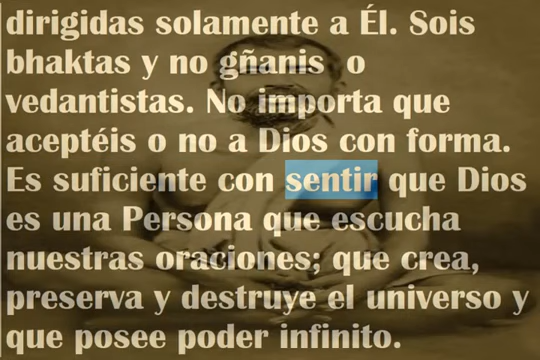 dirigidas solamente a Él. Sois
bhaktas y no gñanis o
vedantistas. No importa que
aceptéis o no a Dios con forma.
Es suficiente con sentir que Dios
es una Persona que escucha
nuestras oraciones; que crea,
preserva y destruye el universo y
que posee poder infinito.